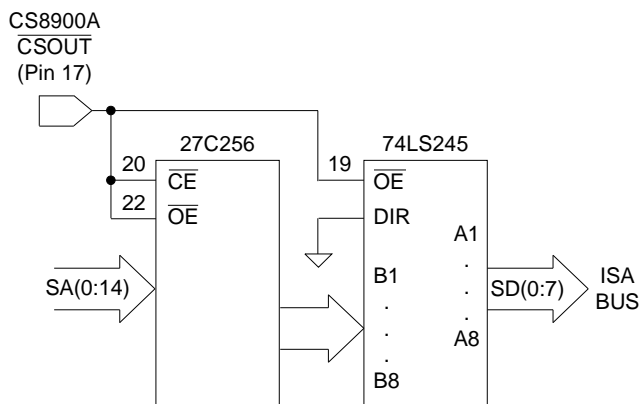 CS8900A
CSOUT
(Pin 17)
27C256
74LS245
20
CE
19
OE
22
OE
DIR
A1
.
.
.
A8
SA(0:14)
B1
.
.
.
B8
SD(0:7)
ISA
BUS